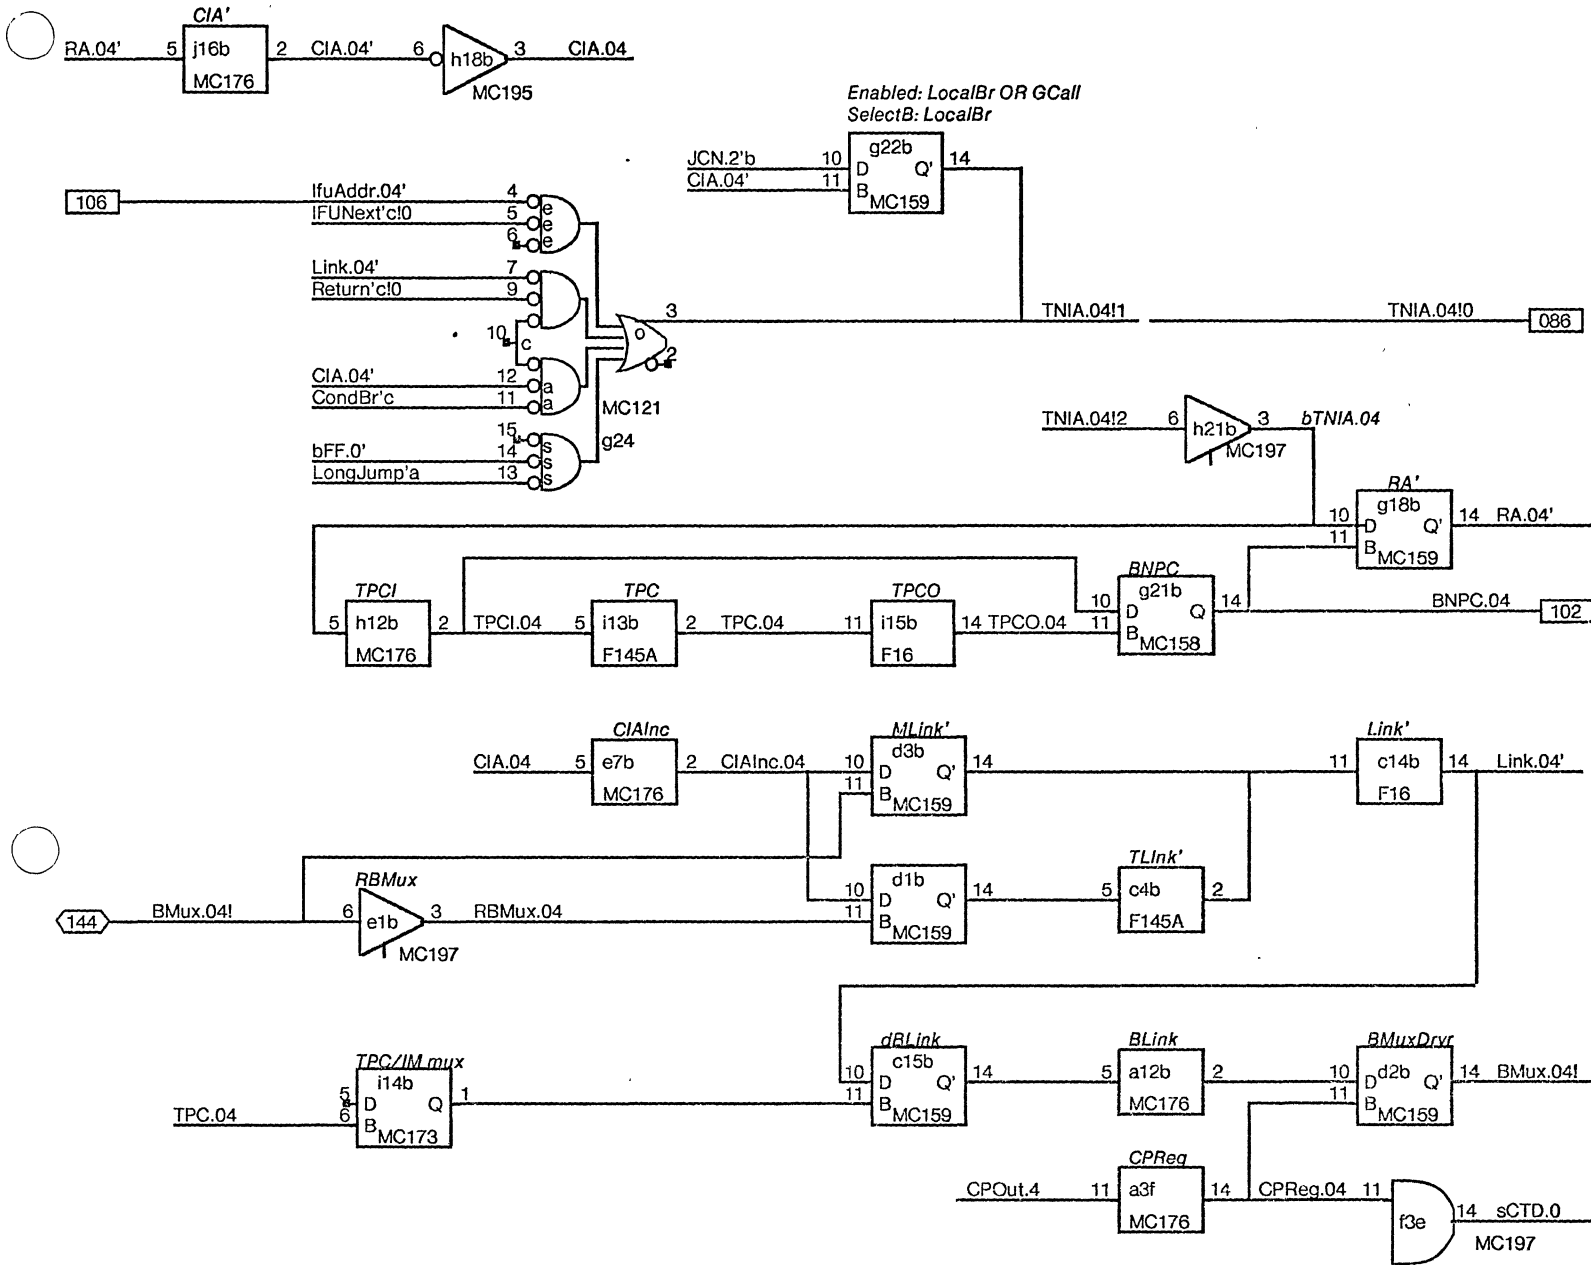 CIA'
RA.04' 5 j16b 2 CIA.04' 6 h18b 3 CIA.04
MC176
MC195
Enabled: LocalBr OR GCall
SelectB: LocalBr
JCN.2'b 10 D g22b Q' 14
CIA.04' 11 B MC159
106 IfuAddr.04' 4 e
IFUNext'c!0 5 e
6 e
Link.04' 7
Return'c!0 9
10 c
o 3 TNIA.04!1 TNIA.04!0 086
2
CIA.04' 12 a
CondBr'c 11 a
MC121
g24
15 s
bFF.0' 14 s
LongJump'a 13 s
TNIA.04!2 6 h21b 3 bTNIA.04
MC197
RA'
g18b
10 D Q' 14 RA.04'
11 B MC159
TPCI TPC TPCO BNPC
5 h12b 2 TPCI.04 5 i13b 2 TPC.04 11 i15b 14 TPCO.04
MC176 F145A F16
g21b
10 D Q 14 BNPC.04 102
11 B MC158
CIAInc MLink' Link'
CIA.04 5 e7b 2 CIAInc.04 10 D d3b Q' 14 11 c14b 14 Link.04'
MC176 11 B MC159 F16
RBMux TLInk'
10 D d1b Q' 14 5 c4b 2
144 BMux.04! 6 e1b 3 RBMux.04 11 B MC159 F145A
MC197
TPC/IM mux dBLink BLink BMuxDrvr
10 D c15b Q' 14 5 a12b 2 10 D d2b Q' 14 BMux.04!
11 B MC159 MC176 11 B MC159
5 D i14b Q 1
TPC.04 6 B MC173
CPReg
CPOut.4 11 a3f 14 CPReg.04 11 f3e 14 sCTD.0
MC176 MC197